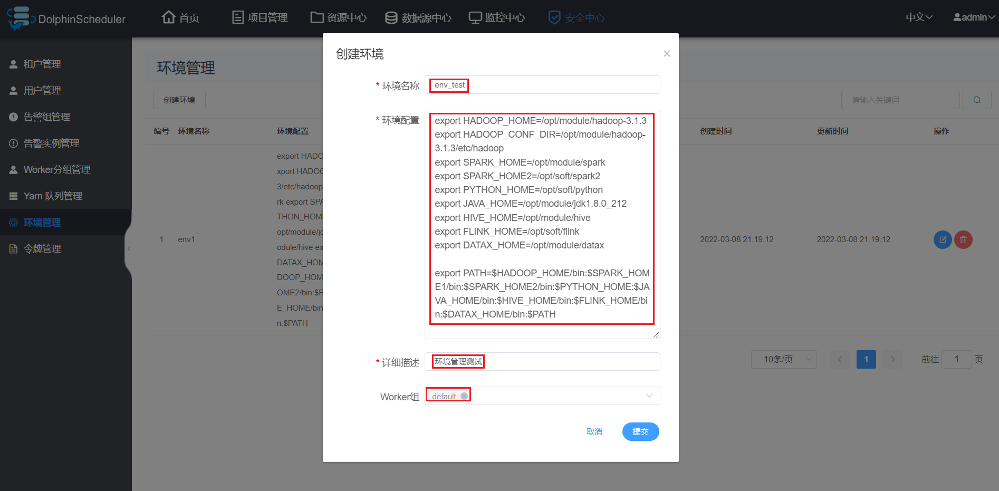 DolphinScheduler
首页
项目管理
资源中心
数据源中心
监控中心
安全中心
中文
admin
租户管理
用户管理
告警组管理
告警实例管理
Worker分组管理
Yarn 队列管理
环境管理
令牌管理
环境管理
创建环境
请输入关键词
编号
环境名称
环境配置
创建时间
更新时间
操作
1
env1
export HADO
xport HADOO
3/etc/hadoop
rk export SPA
THON_HOM
opt/module/jd
odule/hive ex
DATAX_HOM
DOOP_HOM
OME2/bin:$F
E_HOME/bin
n:$PATH
2022-03-08 21:19:12
2022-03-08 21:19:12
10条/页
1
前往
1
页
创建环境
* 环境名称
env_test
* 环境配置
export HADOOP_HOME=/opt/module/hadoop-3.1.3
export HADOOP_CONF_DIR=/opt/module/hadoop-
3.1.3/etc/hadoop
export SPARK_HOME=/opt/module/spark
export SPARK_HOME2=/opt/soft/spark2
export PYTHON_HOME=/opt/soft/python
export JAVA_HOME=/opt/module/jdk1.8.0_212
export HIVE_HOME=/opt/module/hive
export FLINK_HOME=/opt/soft/flink
export DATAX_HOME=/opt/module/datax
export PATH=$HADOOP_HOME/bin:$SPARK_HOM
E1/bin:$SPARK_HOME2/bin:$PYTHON_HOME:$JA
VA_HOME/bin:$HIVE_HOME/bin:$FLINK_HOME/bi
n:$DATAX_HOME/bin:$PATH
* 详细描述
环境管理测试
Worker组
default
取消
提交